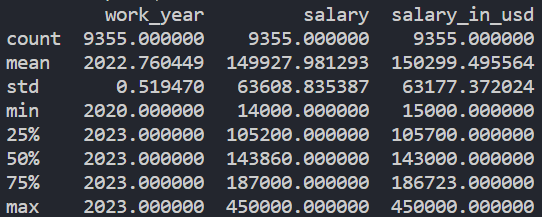 work_year salary salary_in_usd
count 9355.000000 9355.000000 9355.000000
mean 2022.760449 149927.981293 150299.495564
std 0.519470 63608.835387 63177.372024
min 2020.000000 14000.000000 15000.000000
25% 2023.000000 105200.000000 105700.000000
50% 2023.000000 143860.000000 143000.000000
75% 2023.000000 187000.000000 186723.000000
max 2023.000000 450000.000000 450000.000000